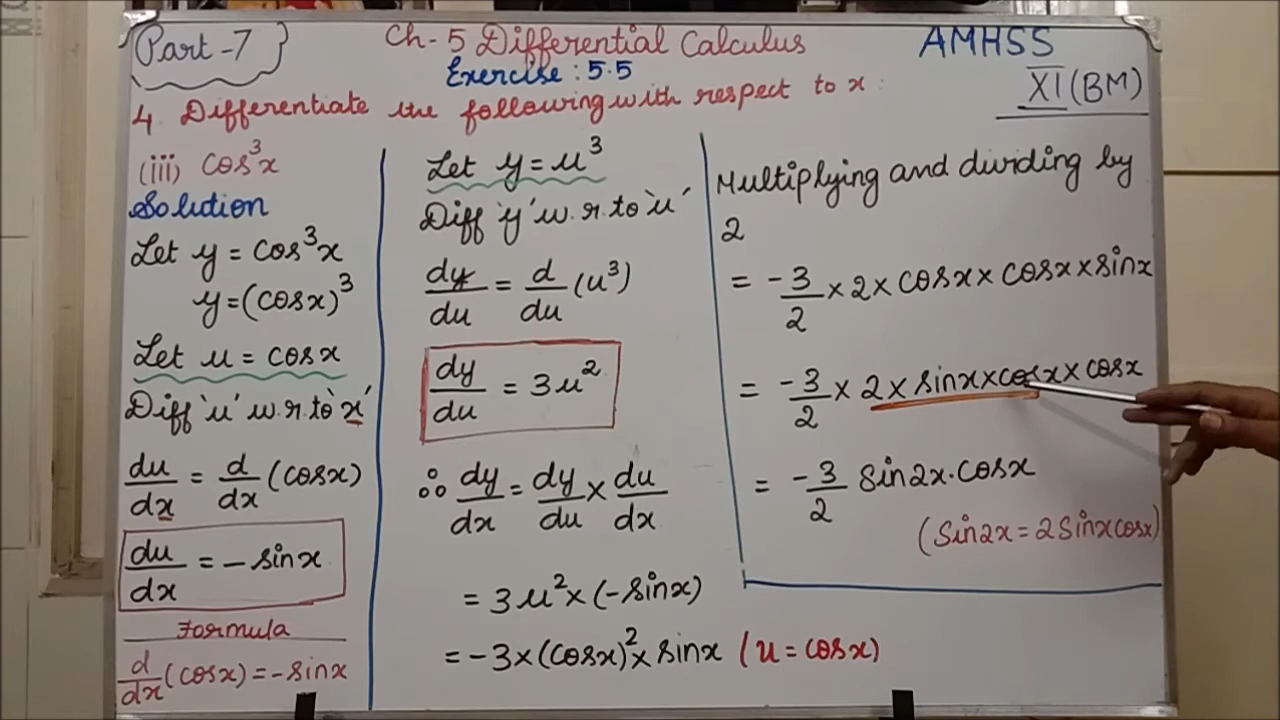 Part-7
Ch-5 Differential Calculus
AMHSS
Exercise : 5.5
XI (BM)
4. Differentiate the following with respect to x :
(iii) Cos³x
Solution
Let y = Cos³x
y = (cosx)³
Let u = cosx
Diff 'u' w.r.to 'x'
du/dx = d/dx (cosx)
du/dx = - sinx
Formula
d/dx (cosx) = -sinx
Let y = u³
Diff 'y' w.r.to 'u'
dy/du = d/du (u³)
dy/du = 3u²
∴ dy/dx = dy/du × du/dx
= 3u² × (-sinx)
= -3 × (cosx)² × sinx (u = cosx)
Multiplying and dividing by
2
= -3/2 × 2 × cosx × cosx × sinx
= -3/2 × 2 × sinx × cosx × cosx
= -3/2 Sin2x · cosx
(Sin2x = 2Sinxcosx)